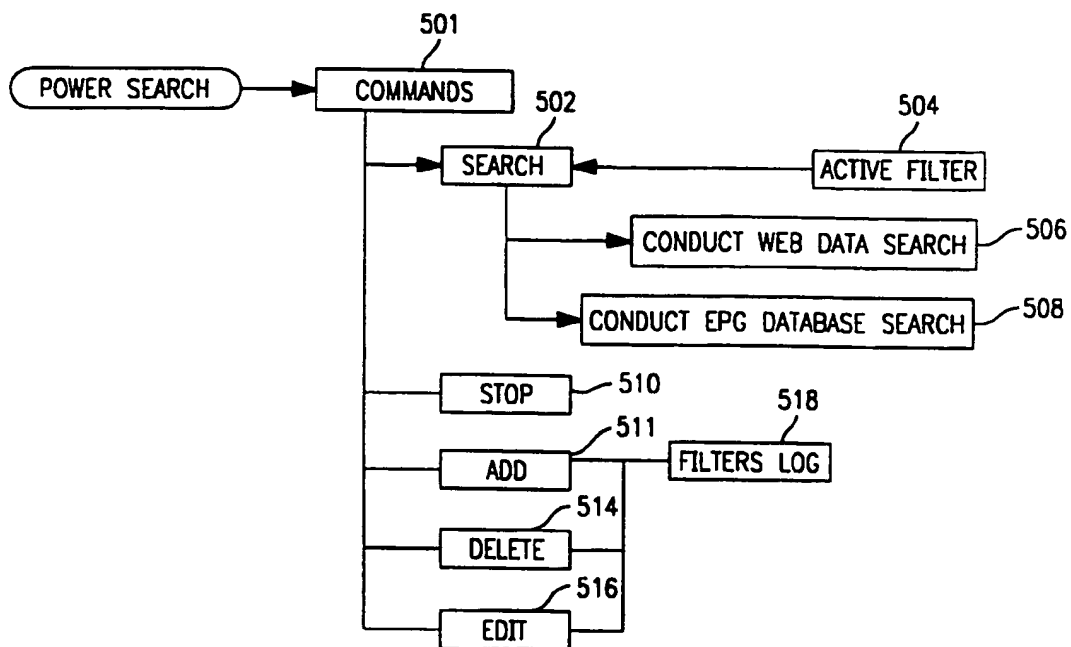 501
POWER SEARCH
COMMANDS
502
504
SEARCH
ACTIVE FILTER
CONDUCT WEB DATA SEARCH
506
CONDUCT EPG DATABASE SEARCH
508
STOP
510
511
518
ADD
FILTERS LOG
514
DELETE
516
EDIT